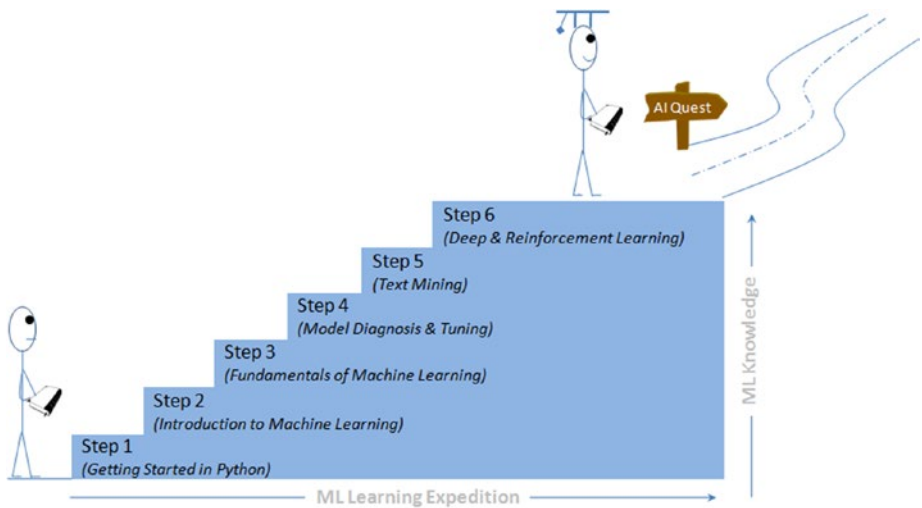 AI Quest
Step 6
(Deep & Reinforcement Learning)
Step 5
(Text Mining)
Step 4
(Model Diagnosis & Tuning)
Step 3
(Fundamentals of Machine Learning)
Step 2
(Introduction to Machine Learning)
Step 1
(Getting Started in Python)
ML Knowledge
ML Learning Expedition